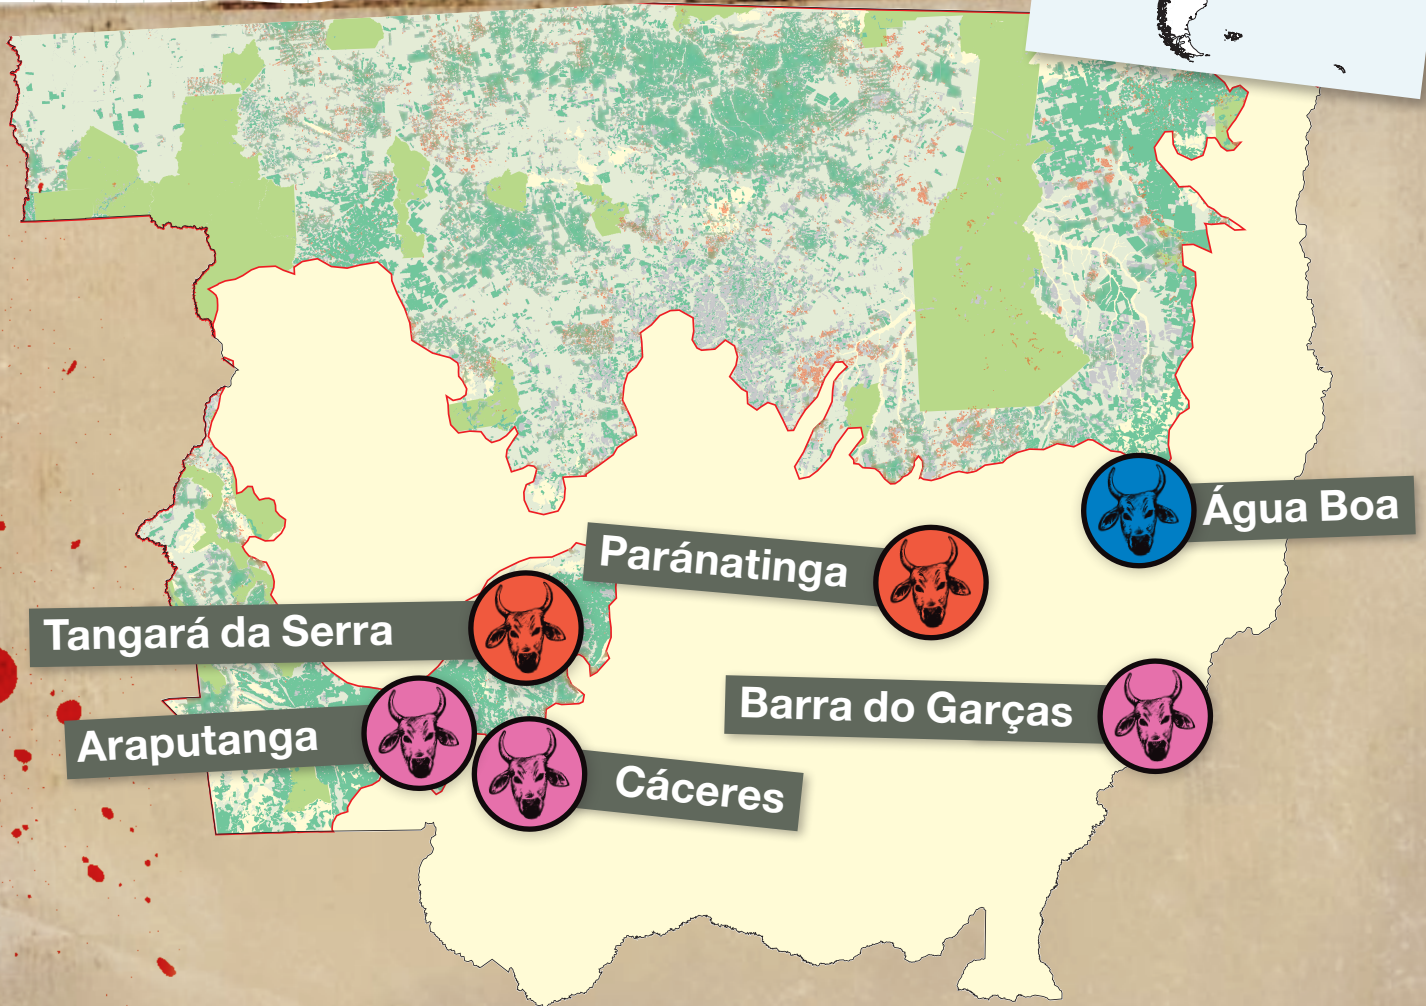 Água Boa
Paránatinga
Tangará da Serra
Barra do Garças
Araputanga
Cáceres